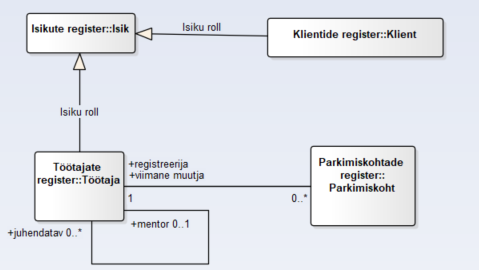 Isikute register::Isik
Isiku roll
Klientide register::Klient
Isiku roll
Töötajate
register::Töötaja
+registreerija
+viimane muutja
1
0..*
Parkimiskohtade
register::
Parkimiskoht
+juhendatav 0..*
+mentor 0..1